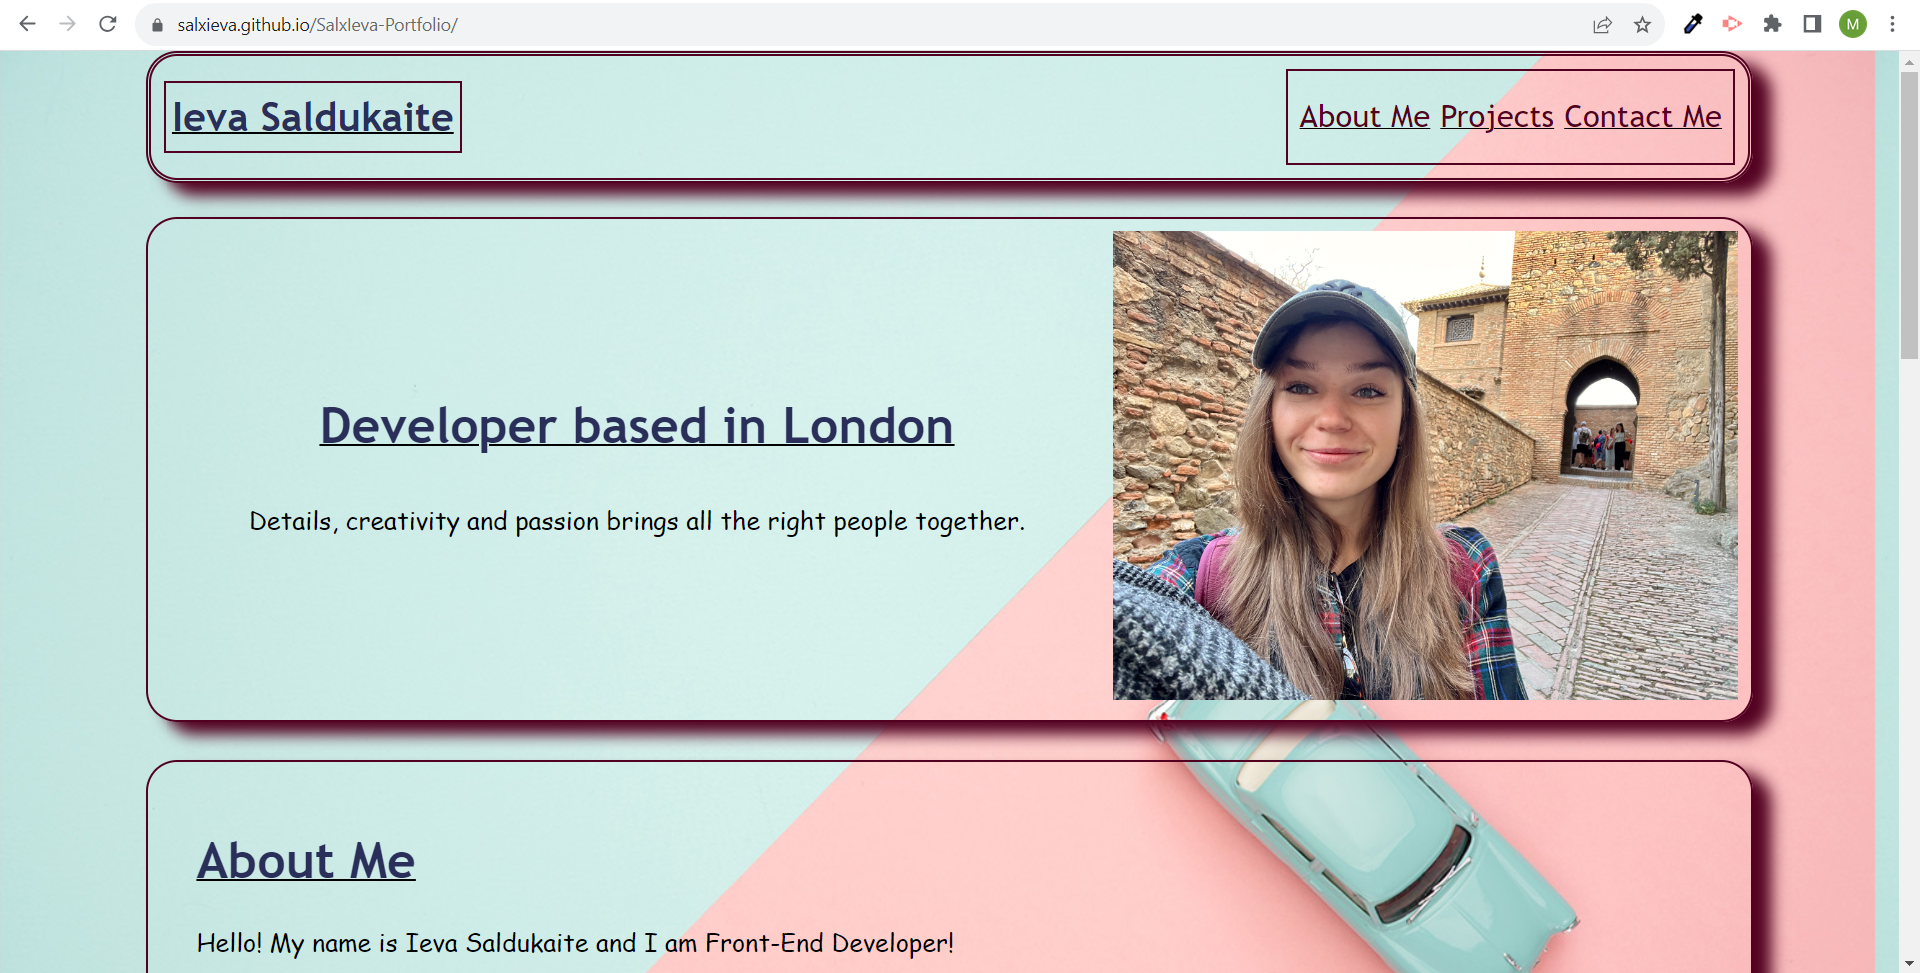 salxieva.github.io/SalxIeva-Portfolio/
M
Ieva Saldukaite
About Me Projects Contact Me
Developer based in London
Details, creativity and passion brings all the right people together.
About Me
Hello! My name is Ieva Saldukaite and I am Front-End Developer!